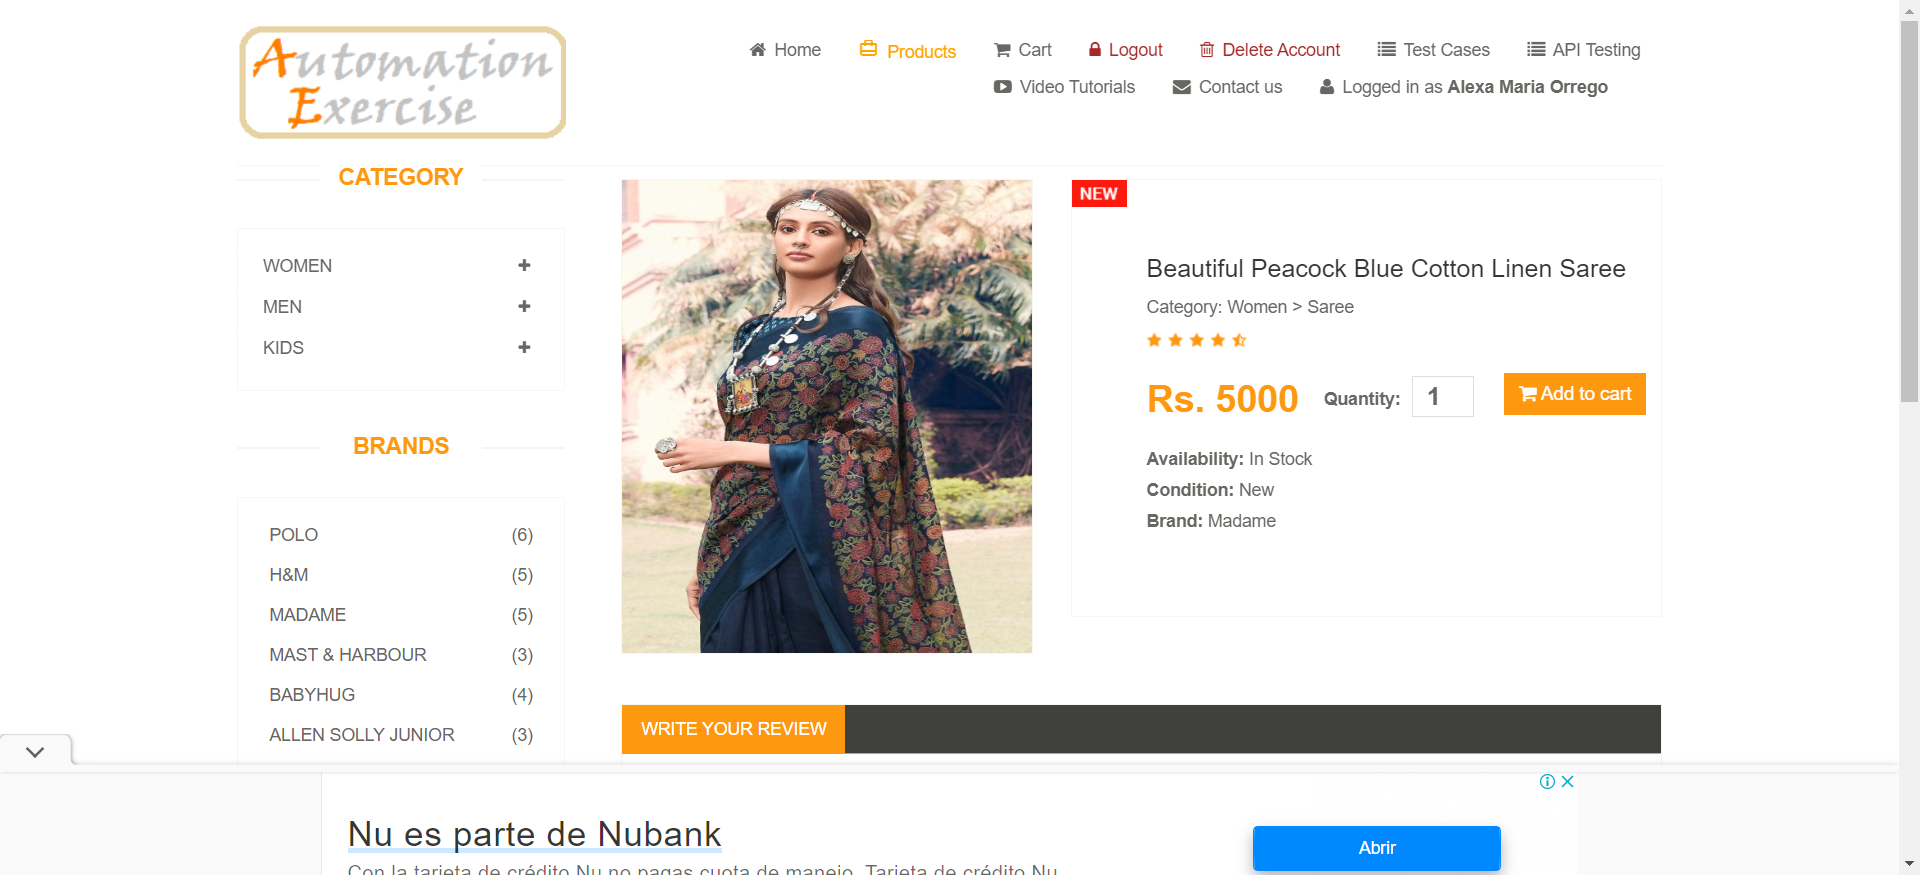 Automation
Exercise
Home
Products
Cart
Logout
Delete Account
Test Cases
API Testing
Video Tutorials
Contact us
Logged in as Alexa Maria Orrego
CATEGORY
WOMEN
MEN
KIDS
BRANDS
POLO (6)
H&M (5)
MADAME (5)
MAST & HARBOUR (3)
BABYHUG (4)
ALLEN SOLLY JUNIOR (3)
NEW
Beautiful Peacock Blue Cotton Linen Saree
Category: Women > Saree
Rs. 5000
Quantity: 1
Add to cart
Availability: In Stock
Condition: New
Brand: Madame
WRITE YOUR REVIEW
Nu es parte de Nubank
Con la tarjeta de crédito Nu no pagas cuota de manejo. Tarjeta de crédito Nu
Abrir